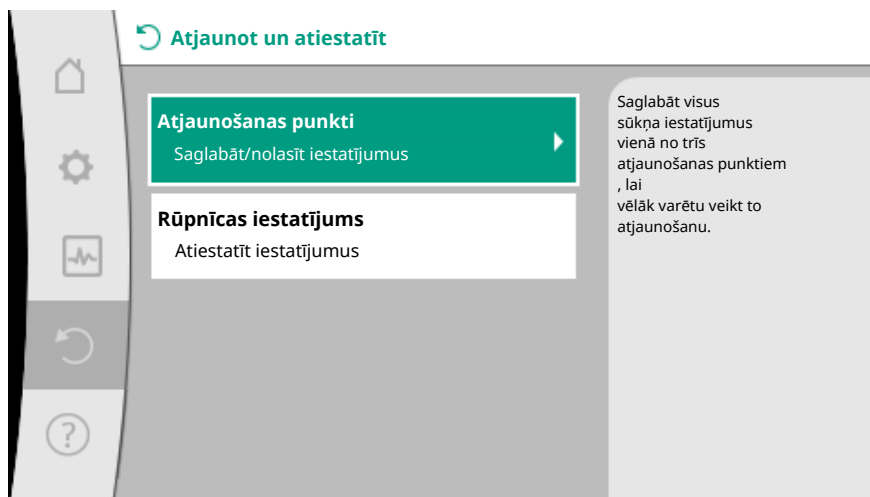 Atjaunot un atiestatīt
Atjaunošanas punkti
Saglabāt/nolasīt iestatījumus
Rūpnīcas iestatījums
Atiestatīt iestatījumus
Saglabāt visus
sūkņa iestatījumus
vienā no trīs
atjaunošanas punktiem
, lai
vēlāk varētu veikt to
atjaunošanu.
?